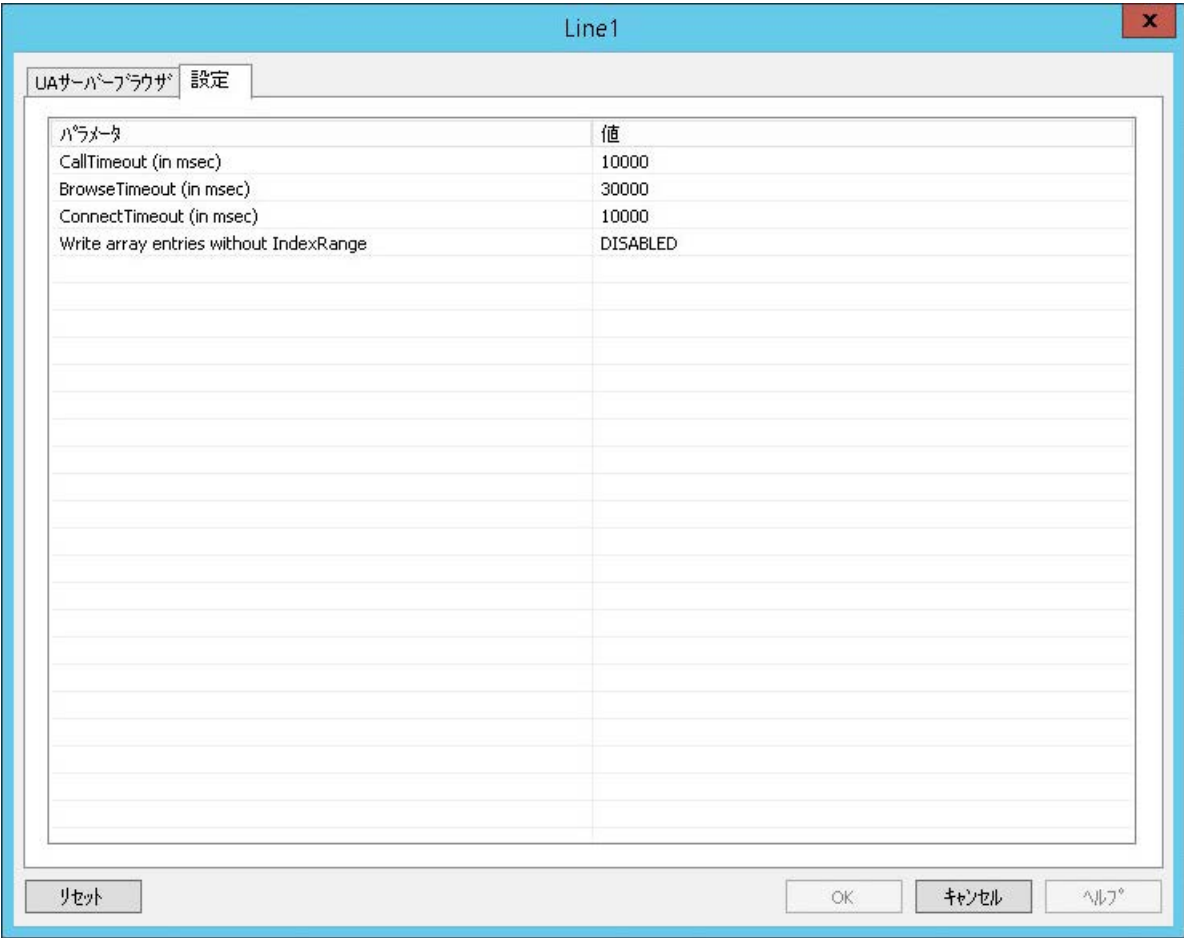 Line1
x
UAｻｰﾊﾞｰﾌﾞﾗｳｻﾞ 設定
ﾊﾟﾗﾒｰﾀ 値
CallTimeout (in msec) 10000
BrowseTimeout (in msec) 30000
ConnectTimeout (in msec) 10000
Write array entries without IndexRange DISABLED
ﾘｾｯﾄ OK ｷｬﾝｾﾙ ﾍﾙﾌﾟ